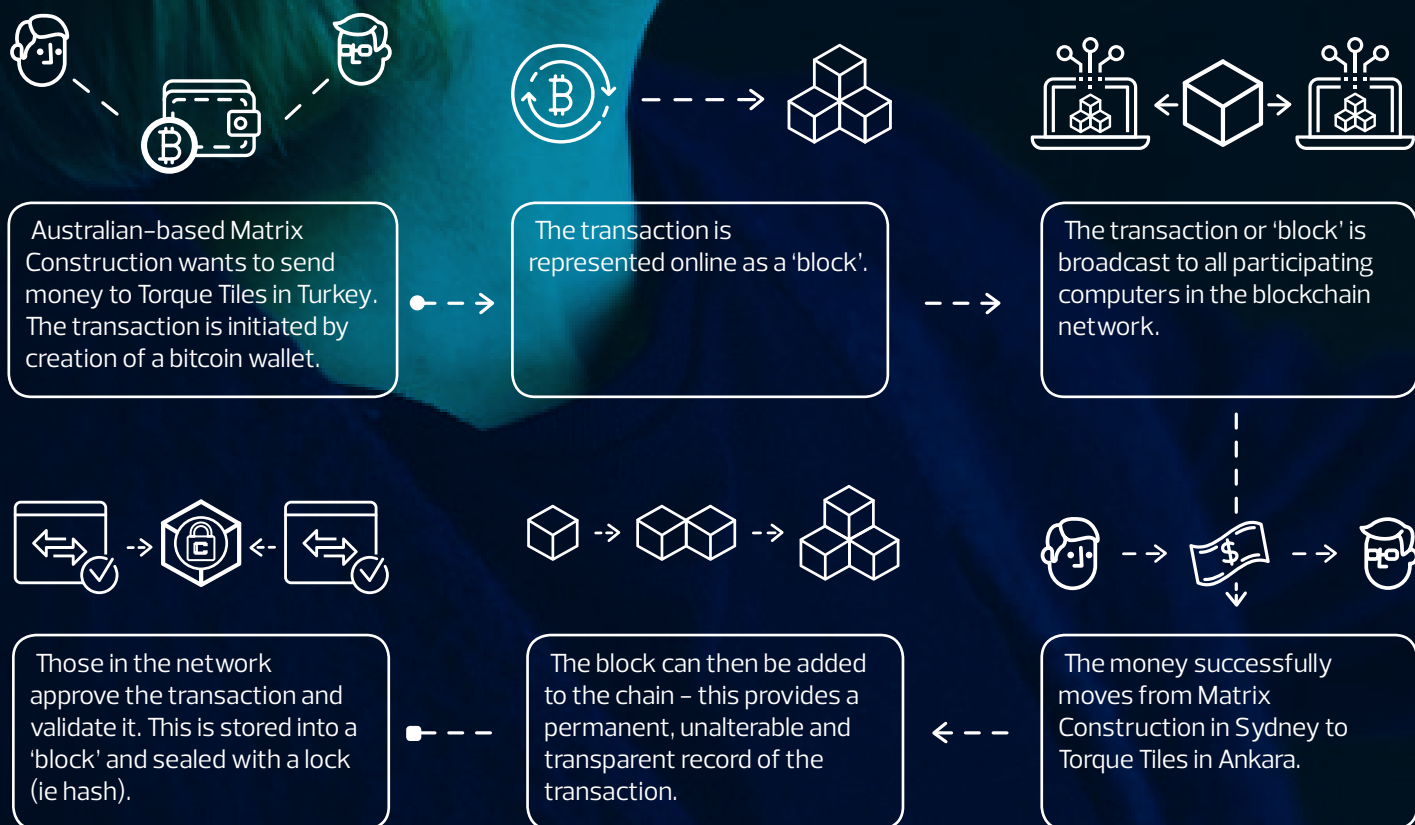 Australian-based Matrix
Construction wants to send
money to Torque Tiles in Turkey.
The transaction is initiated by
creation of a bitcoin wallet.
The transaction is
represented online as a ‘block’.
The transaction or ‘block’ is
broadcast to all participating
computers in the blockchain
network.
Those in the network
approve the transaction and
validate it. This is stored into a
‘block’ and sealed with a lock
(ie hash).
The block can then be added
to the chain – this provides a
permanent, unalterable and
transparent record of the
transaction.
The money successfully
moves from Matrix
Construction in Sydney to
Torque Tiles in Ankara.